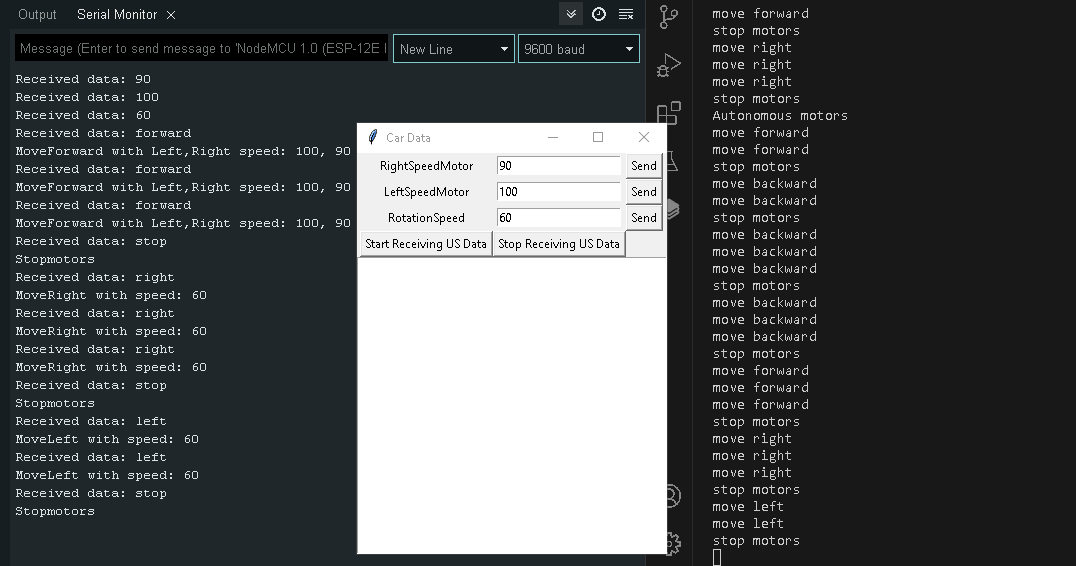 Output
Serial Monitor
Message (Enter to send message to 'NodeMCU 1.0 (ESP-12E
New Line
9600 baud
Received data: 90
Received data: 100
Received data: 60
Received data: forward
MoveForward with Left,Right speed: 100, 90
Received data: forward
MoveForward with Left,Right speed: 100, 90
Received data: forward
MoveForward with Left,Right speed: 100, 90
Received data: stop
Stopmotors
Received data: right
MoveRight with speed: 60
Received data: right
MoveRight with speed: 60
Received data: right
MoveRight with speed: 60
Received data: stop
Stopmotors
Received data: left
MoveLeft with speed: 60
Received data: left
MoveLeft with speed: 60
Received data: stop
Stopmotors
Car Data
RightSpeedMotor 90 Send
LeftSpeedMotor 100 Send
RotationSpeed 60 Send
Start Receiving US Data Stop Receiving US Data
move forward
stop motors
move right
move right
move right
stop motors
Autonomous motors
move forward
move forward
stop motors
move backward
move backward
stop motors
move backward
move backward
move backward
stop motors
move backward
move backward
move backward
stop motors
move forward
move forward
move forward
stop motors
move right
move right
move right
stop motors
move left
move left
stop motors